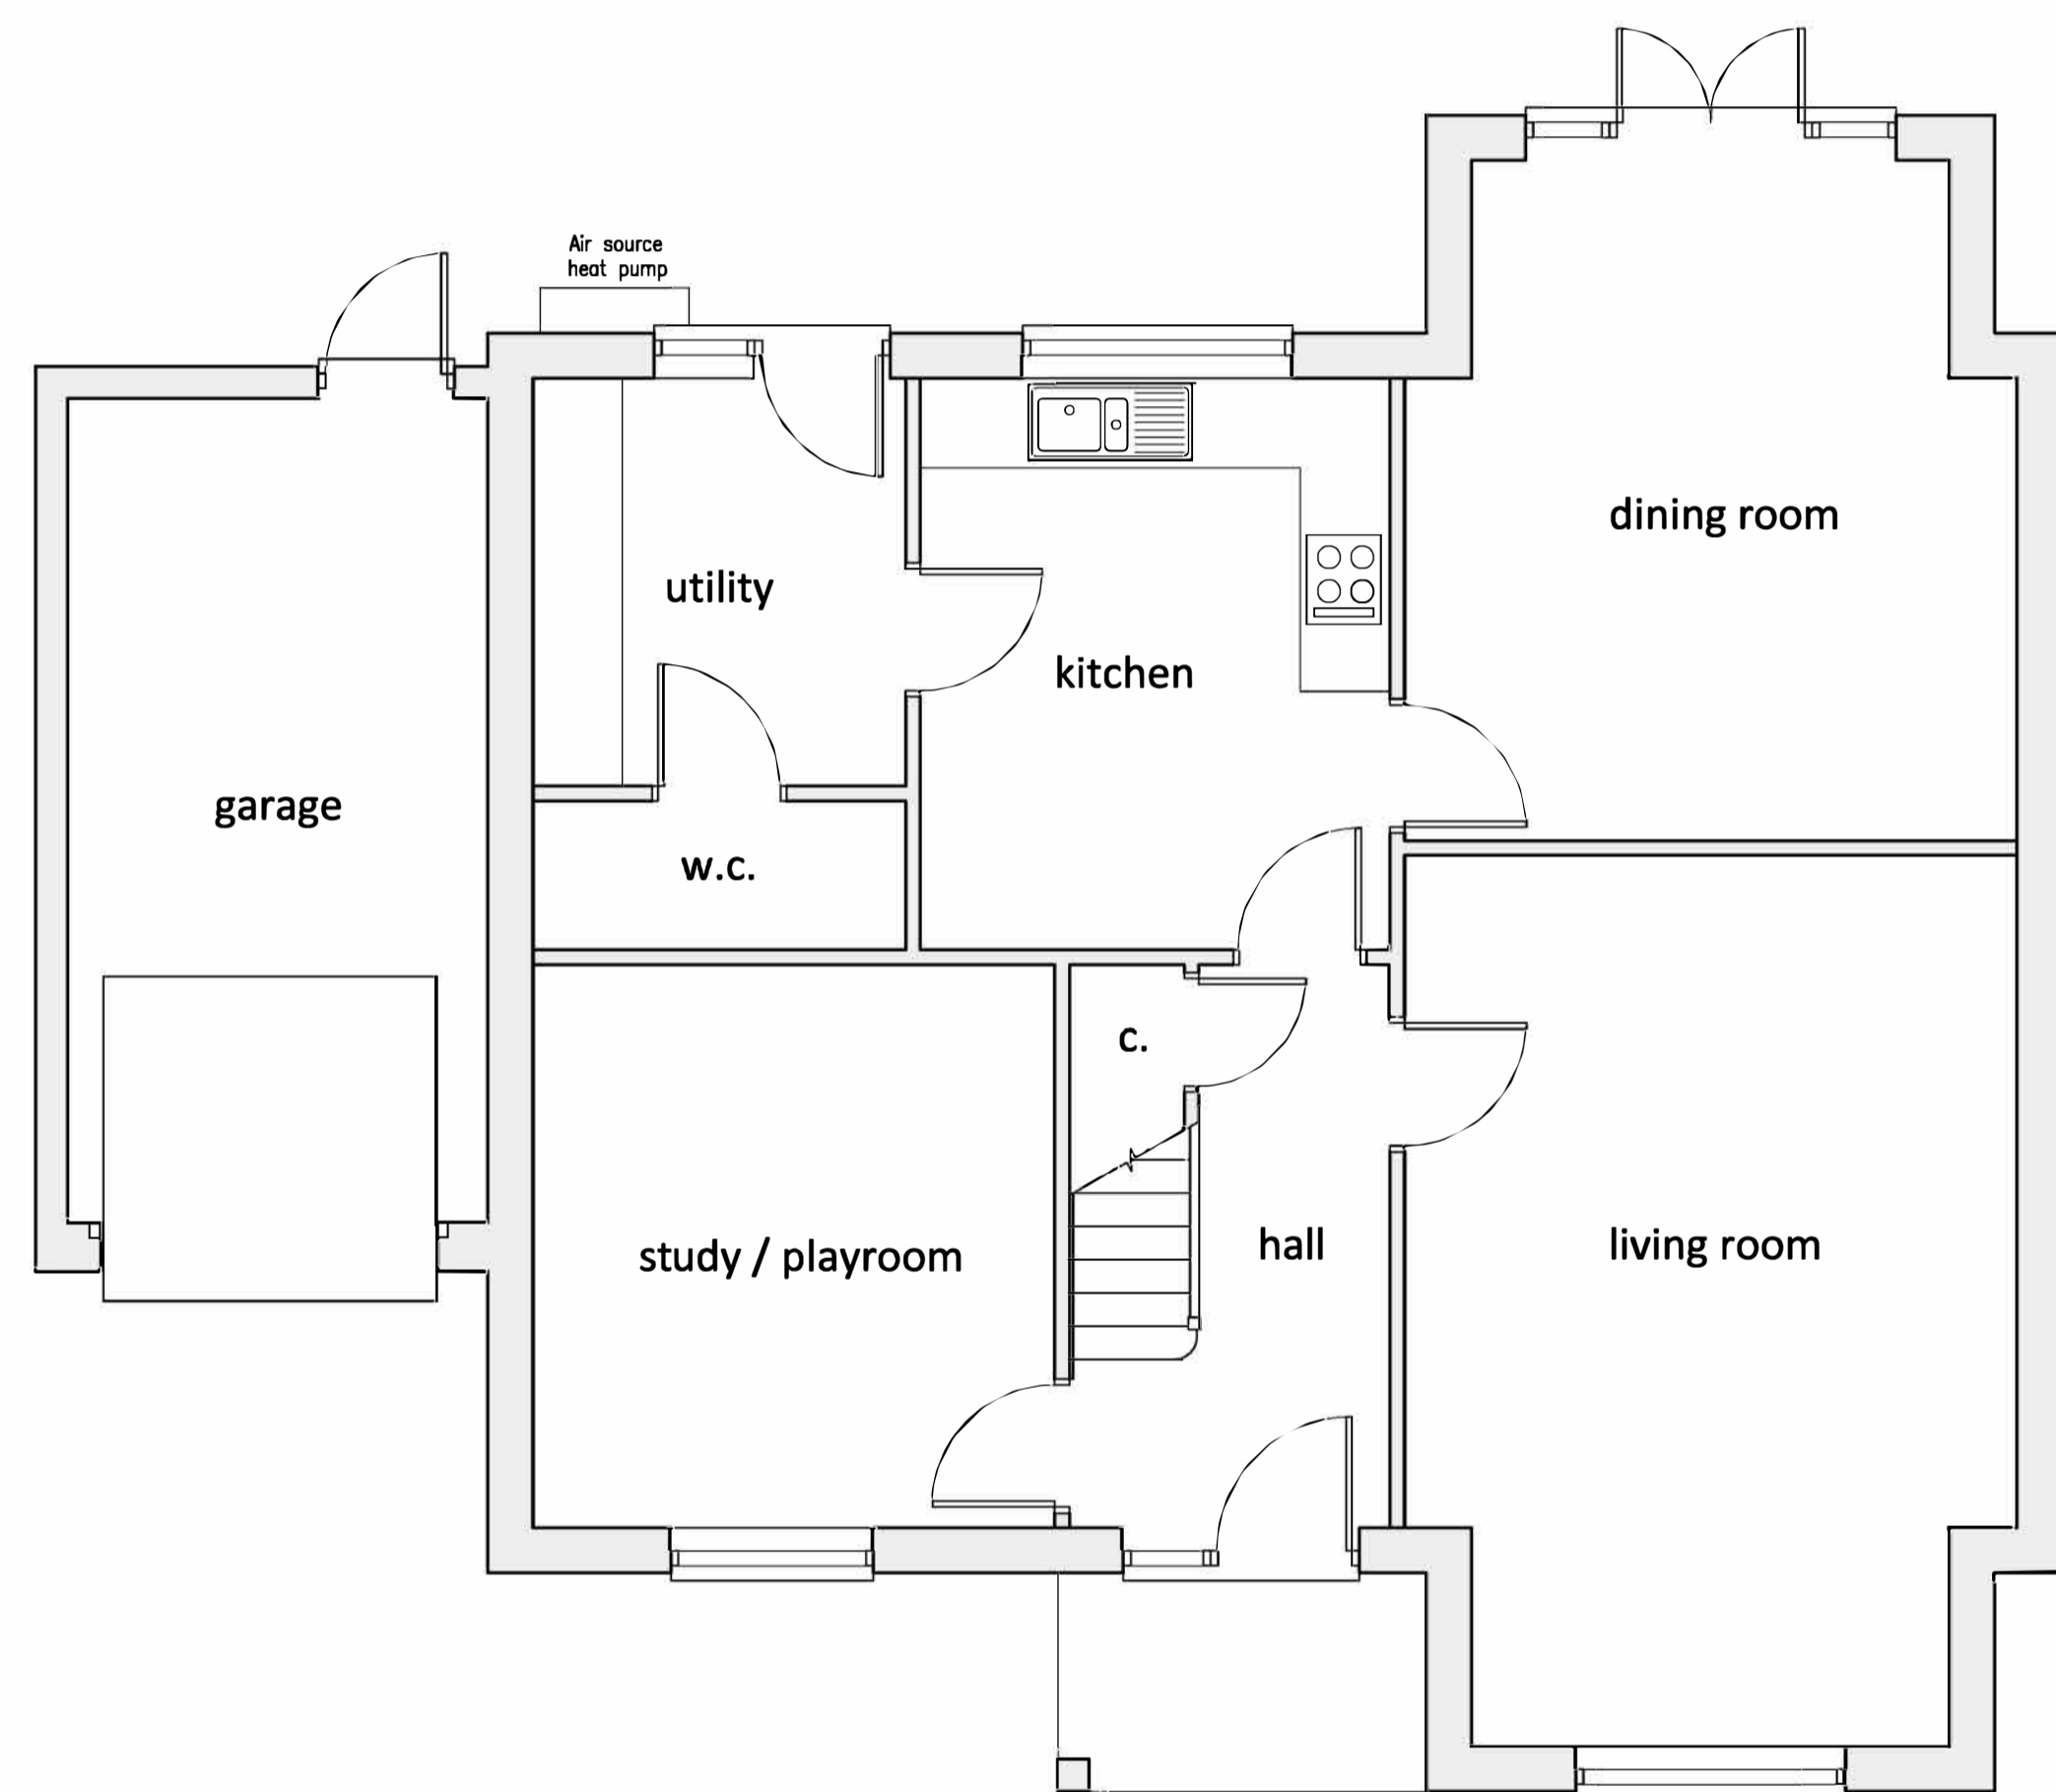 Air source
heat pump
dining room
utility
kitchen
garage
w.c.
c.
study / playroom
hall
living room